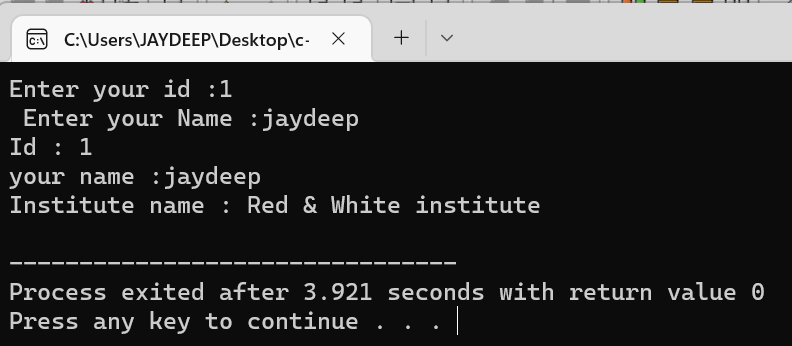 C:\Users\JAYDEEP\Desktop\c-
Enter your id :1
 Enter your Name :jaydeep
Id : 1
your name :jaydeep
Institute name : Red & White institute
--------------------------------
Process exited after 3.921 seconds with return value 0
Press any key to continue . . .